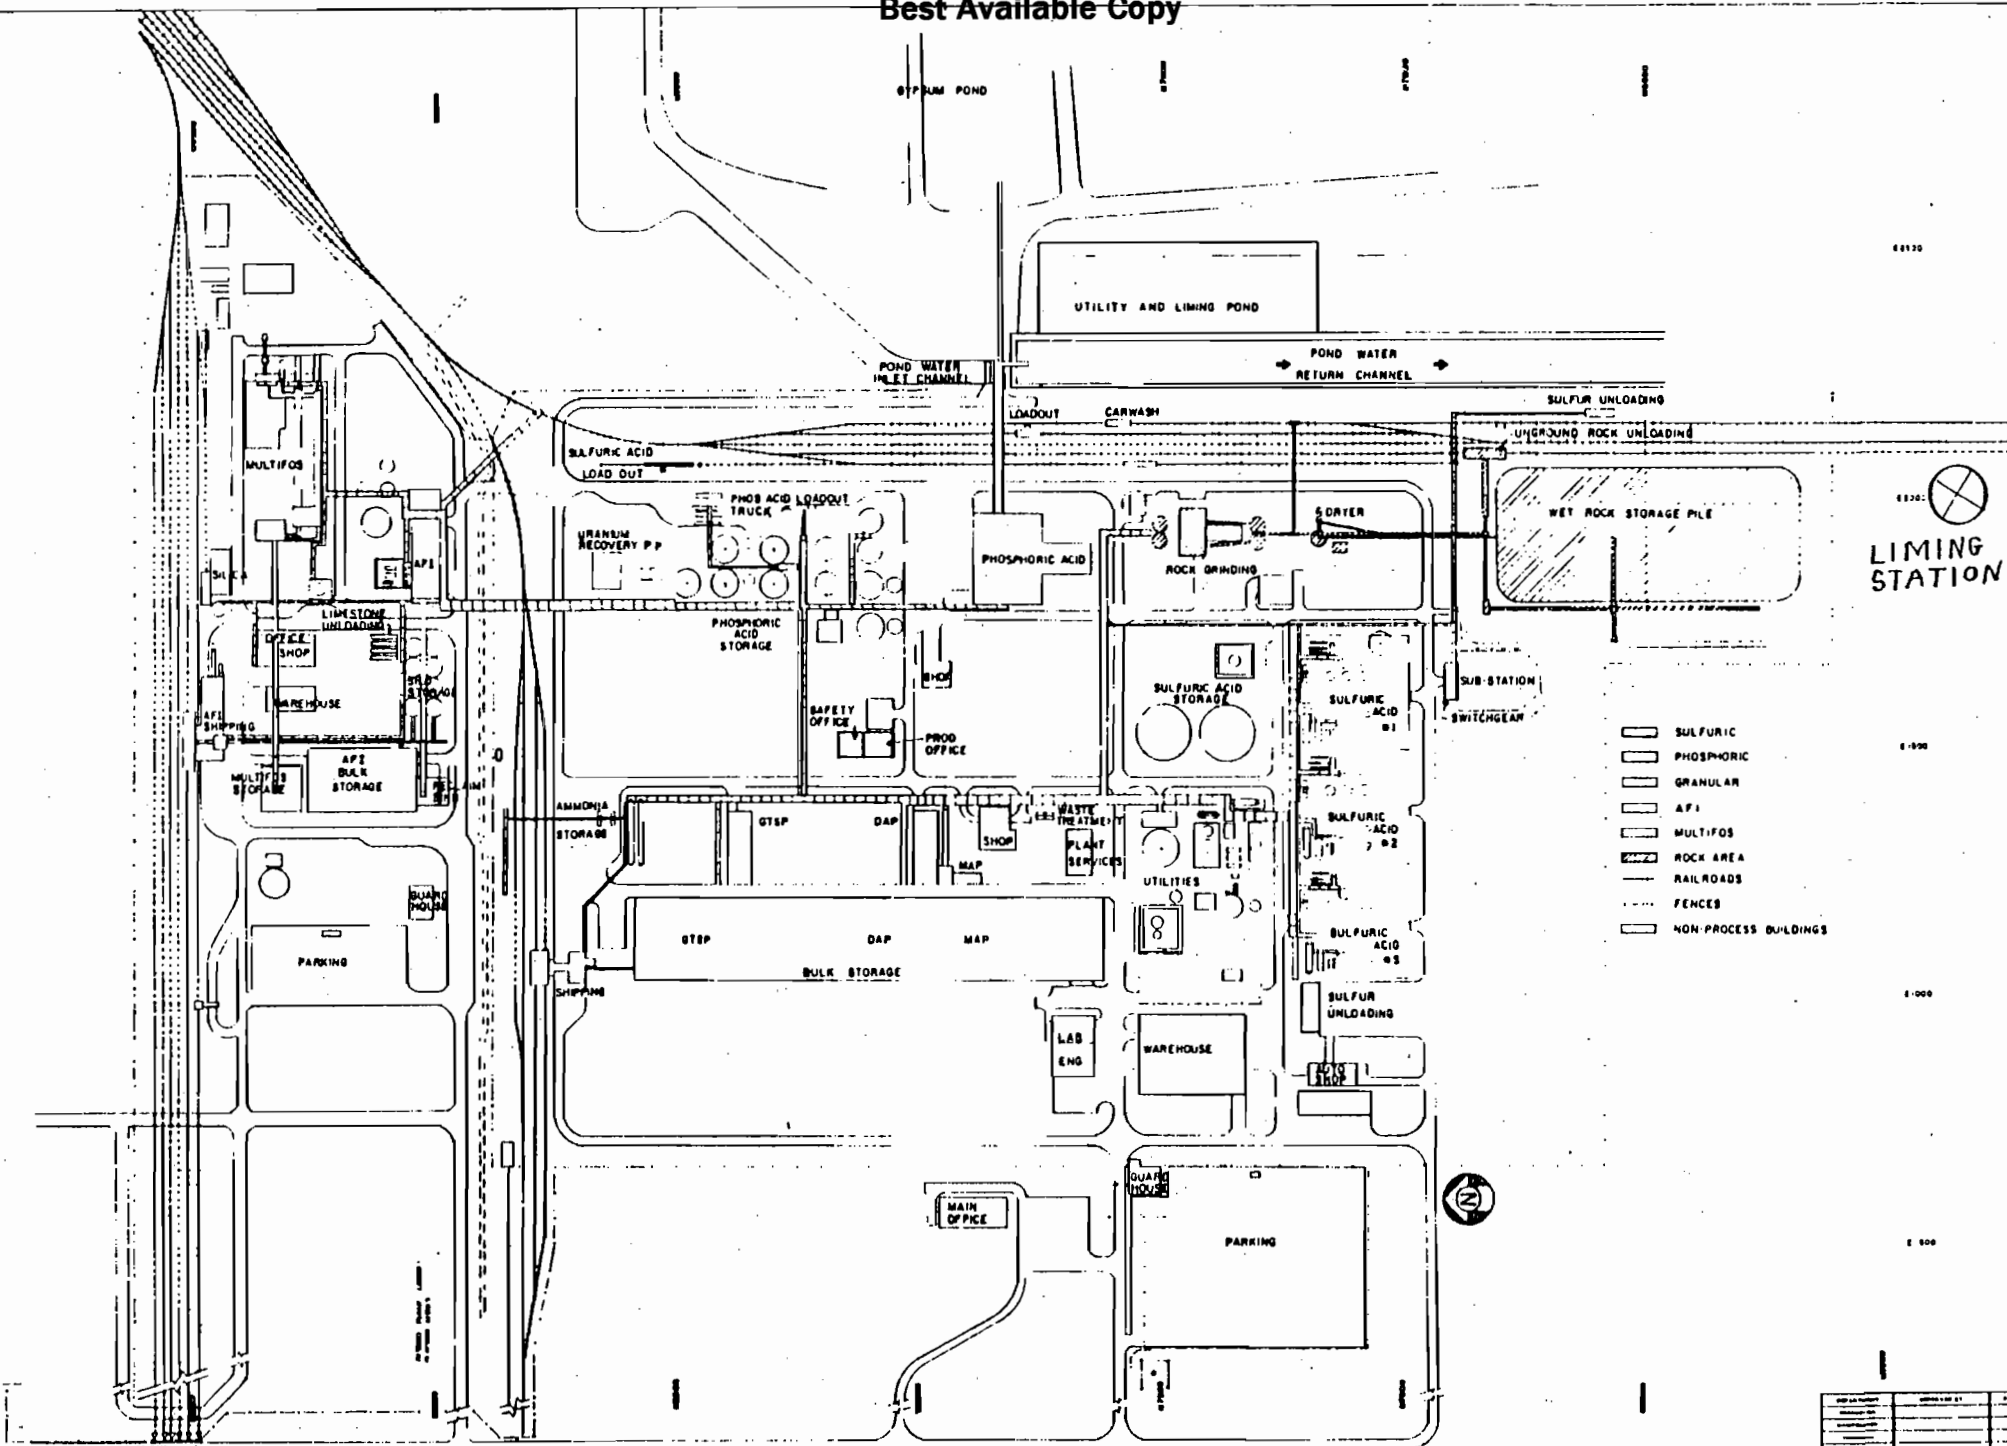 Best Available Copy
GYPSUM POND
E2120
UTILITY AND LIMING POND
POND WATER
RETURN CHANNEL
POND WATER
INLET CHANNEL
SULFUR UNLOADING
LOADOUT
CARWASH
UNGROUND ROCK UNLOADING
SULFURIC ACID
LOAD OUT
MULTIFOS
PHOS ACID LOADOUT
TRUCK
DRYER
WET ROCK STORAGE PILE
URANIUM
RECOVERY P P
PHOSPHORIC ACID
ROCK GRINDING
LIMING
STATION
AFI
SILICA
LIMESTONE
UNLOADING
OFFICE
SHOP
PHOSPHORIC
ACID
STORAGE
SHOP
WAREHOUSE
AFI
SHIPPING
SAFETY
OFFICE
PROD
OFFICE
SULFURIC ACID
STORAGE
SULFURIC
ACID
#1
SUB-STATION
SWITCHGEAR
MULTIFOS
STORAGE
AFI
BULK
STORAGE
AMMONIA
STORAGE
GTSP
DAP
SHOP
MAP
WASTE
TREATMENT
PLANT
SERVICES
SULFURIC
ACID
#2
UTILITIES
GUARD
HOUSE
PARKING
GTSP
DAP
MAP
BULK STORAGE
SHIPPING
SULFURIC
ACID
#3
SULFUR
UNLOADING
LAB
ENG
WAREHOUSE
AUTO
SHOP
SULFURIC
PHOSPHORIC
GRANULAR
AFI
MULTIFOS
ROCK AREA
RAILROADS
FENCES
NON-PROCESS BUILDINGS
GUARD
HOUSE
MAIN
OFFICE
PARKING
N